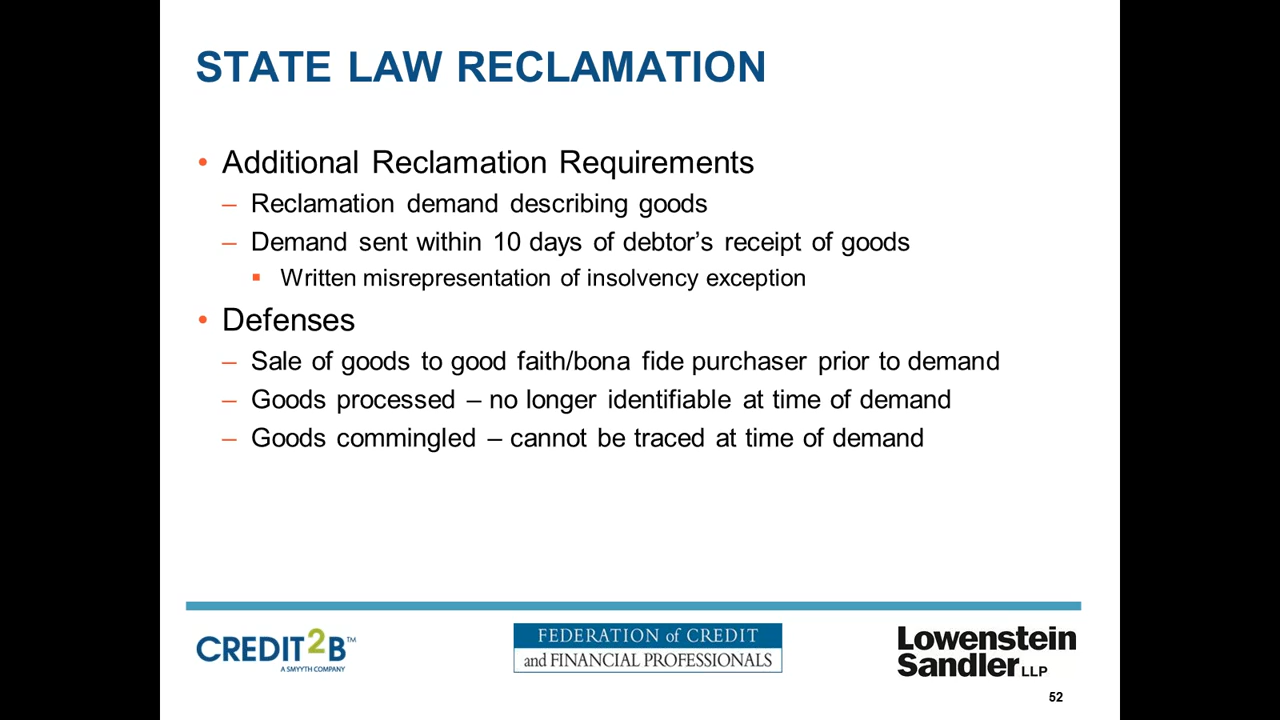 STATE LAW RECLAMATION
• Additional Reclamation Requirements
– Reclamation demand describing goods
– Demand sent within 10 days of debtor’s receipt of goods
▪ Written misrepresentation of insolvency exception
• Defenses
– Sale of goods to good faith/bona fide purchaser prior to demand
– Goods processed – no longer identifiable at time of demand
– Goods commingled – cannot be traced at time of demand
CREDIT2B™
A SMYYTH COMPANY
FEDERATION of CREDIT
and FINANCIAL PROFESSIONALS
Lowenstein
Sandler LLP
52